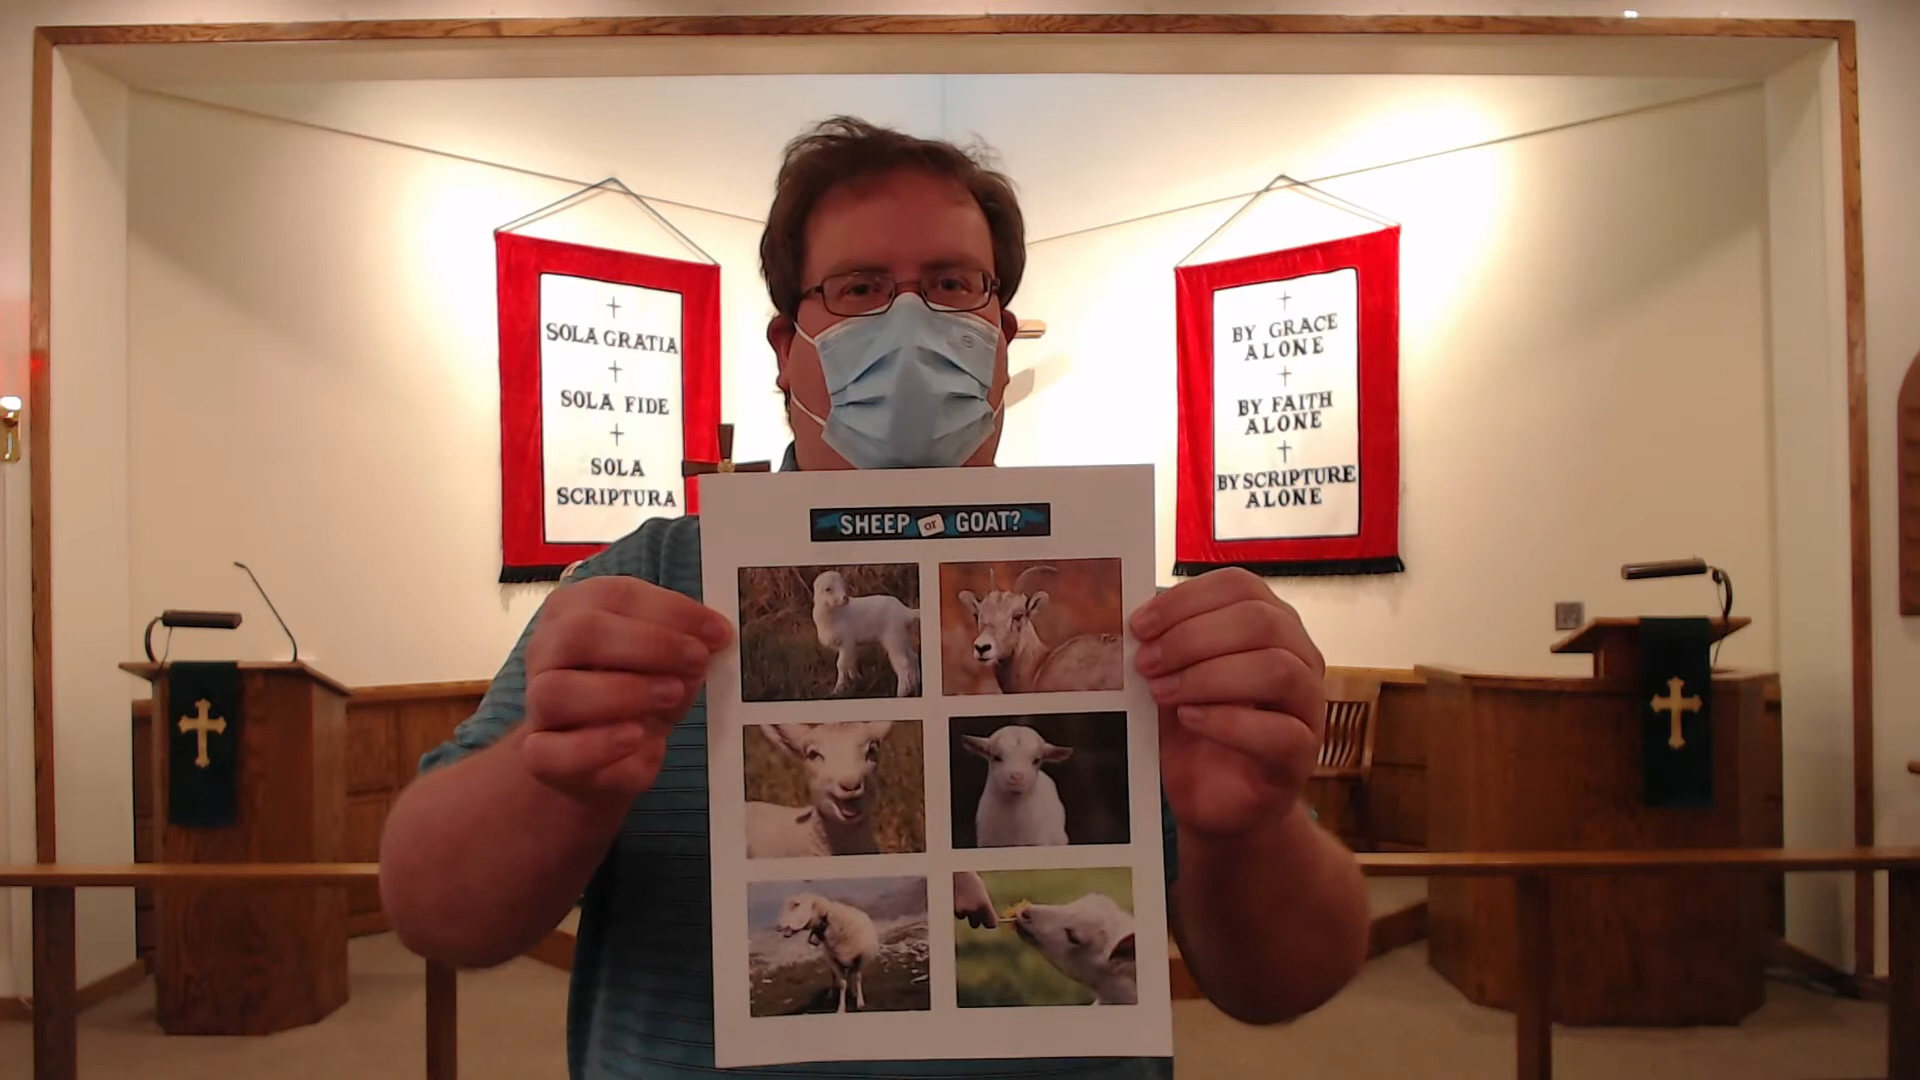 SOLA GRATIA
SOLA FIDE
SOLA
SCRIPTURA
BY GRACE
ALONE
BY FAITH
ALONE
BY SCRIPTURE
ALONE
SHEEP or GOAT?